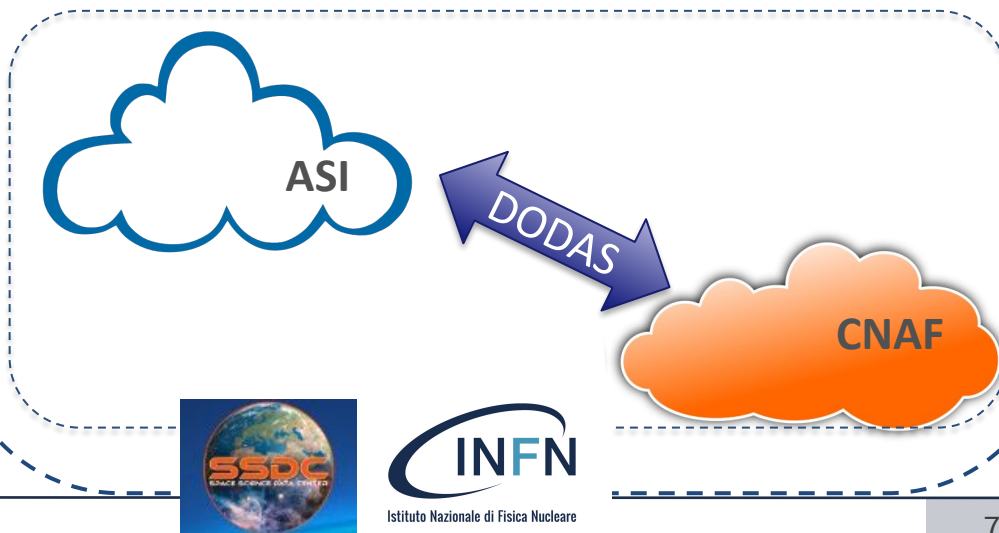 ASI
DODAS
CNAF
SSDC
SPACE SCIENCE DATA CENTER
INFN
Istituto Nazionale di Fisica Nucleare
7